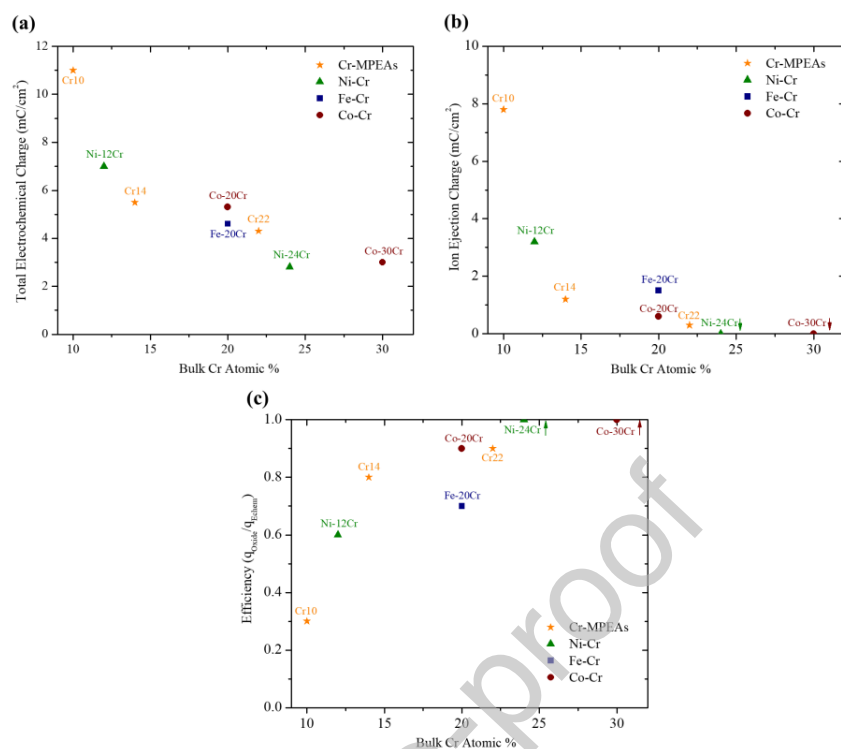 (a)
12
10
8
6
4
2
0
Total Electrochemical Charge (mC/cm²)
Cr10
Ni-12Cr
Cr14
Co-20Cr
Fe-20Cr
Cr22
Ni-24Cr
Co-30Cr
Cr-MPEAs
Ni-Cr
Fe-Cr
Co-Cr
10 15 20 25 30
Bulk Cr Atomic %
(b)
10
8
6
4
2
0
Ion Ejection Charge (mC/cm²)
Cr10
Ni-12Cr
Cr14
Fe-20Cr
Co-20Cr
Cr22
Ni-24Cr
Co-30Cr
Cr-MPEAs
Ni-Cr
Fe-Cr
Co-Cr
10 15 20 25 30
Bulk Cr Atomic %
(c)
1.0
0.8
0.6
0.4
0.2
0.0
Efficiency (qOxide/qEchem)
Co-20Cr
Ni-24Cr
Co-30Cr
Cr14
Cr22
Fe-20Cr
Ni-12Cr
Cr10
Cr-MPEAs
Ni-Cr
Fe-Cr
Co-Cr
10 15 20 25 30
Bulk Cr Atomic %
-proof